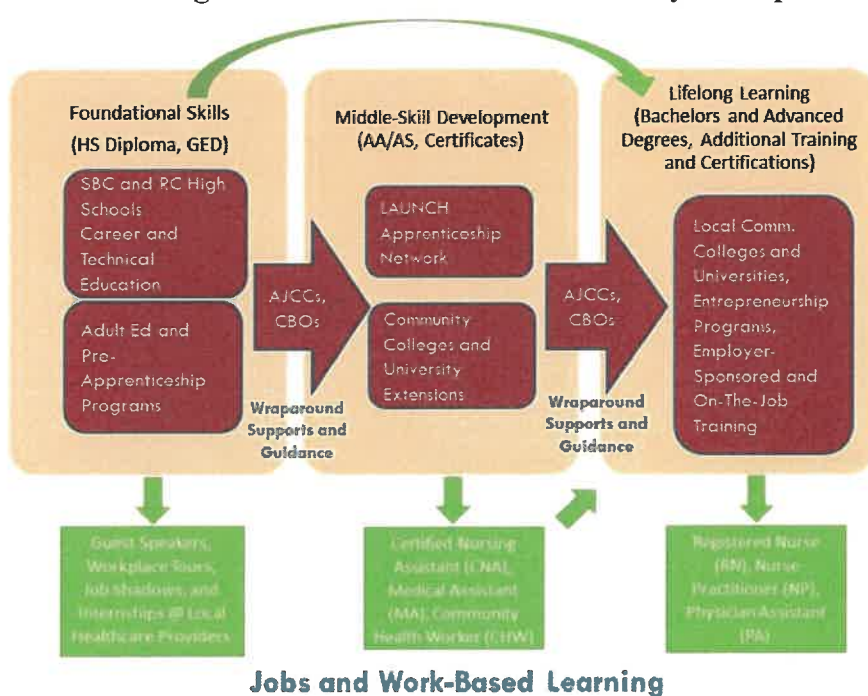 Foundational Skills
(HS Diploma, GED)
SBC and RC High
Schools
Career and
Technical
Education
Adult Ed and
Pre-
Apprenticeship
Programs
AJCCs,
CBOs
Wraparound
Supports and
Guidance
Middle-Skill Development
(AA/AS, Certificates)
LAUNCH
Apprenticeship
Network
Community
Colleges and
University
Extensions
AJCCs,
CBOs
Wraparound
Supports and
Guidance
Lifelong Learning
(Bachelors and Advanced
Degrees, Additional Training
and Certifications)
Local Comm.
Colleges and
Universities,
Entrepreneurship
Programs,
Employer-
Sponsored and
On-The-Job
Training
Guest Speakers,
Workplace Tours,
Job Shadows, and
Internships @ Local
Healthcare Providers
Certified Nursing
Assistant (CNA),
Medical Assistant
(MA), Community
Health Worker (CHW)
Registered Nurse
(RN), Nurse
Practitioner (NP),
Physician Assistant
(PA)
Jobs and Work-Based Learning